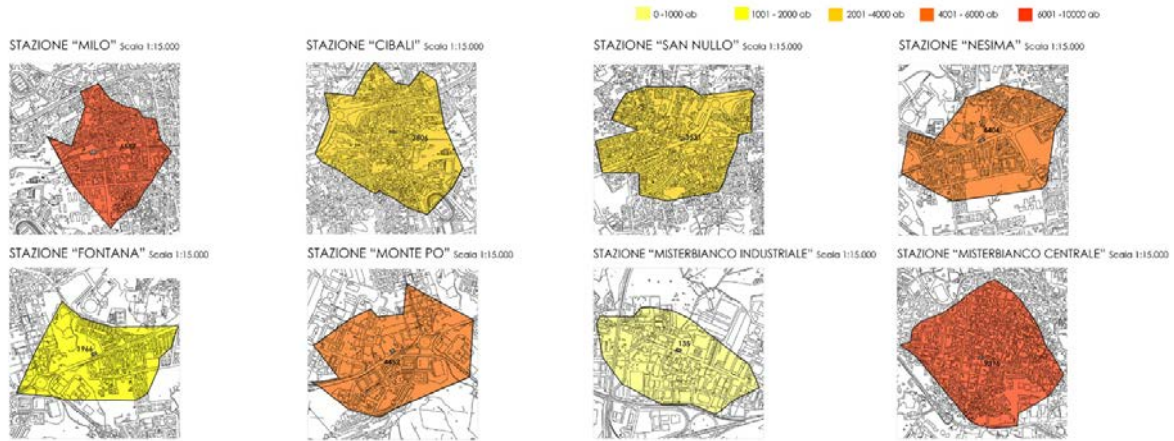 0 -1000 ab 1001 - 2000 ab 2001 -4000 ab 4001 - 6000 ab 6001 -10000 ab
STAZIONE "MILO" Scala 1:15.000 STAZIONE "CIBALI" Scala 1:15.000 STAZIONE "SAN NULLO" Scala 1:15.000 STAZIONE "NESIMA" Scala 1:15.000
STAZIONE "FONTANA" Scala 1:15.000 STAZIONE "MONTE PO" Scala 1:15.000 STAZIONE "MISTERBIANCO INDUSTRIALE" Scala 1:15.000 STAZIONE "MISTERBIANCO CENTRALE" Scala 1:15.000
1966 4452 135